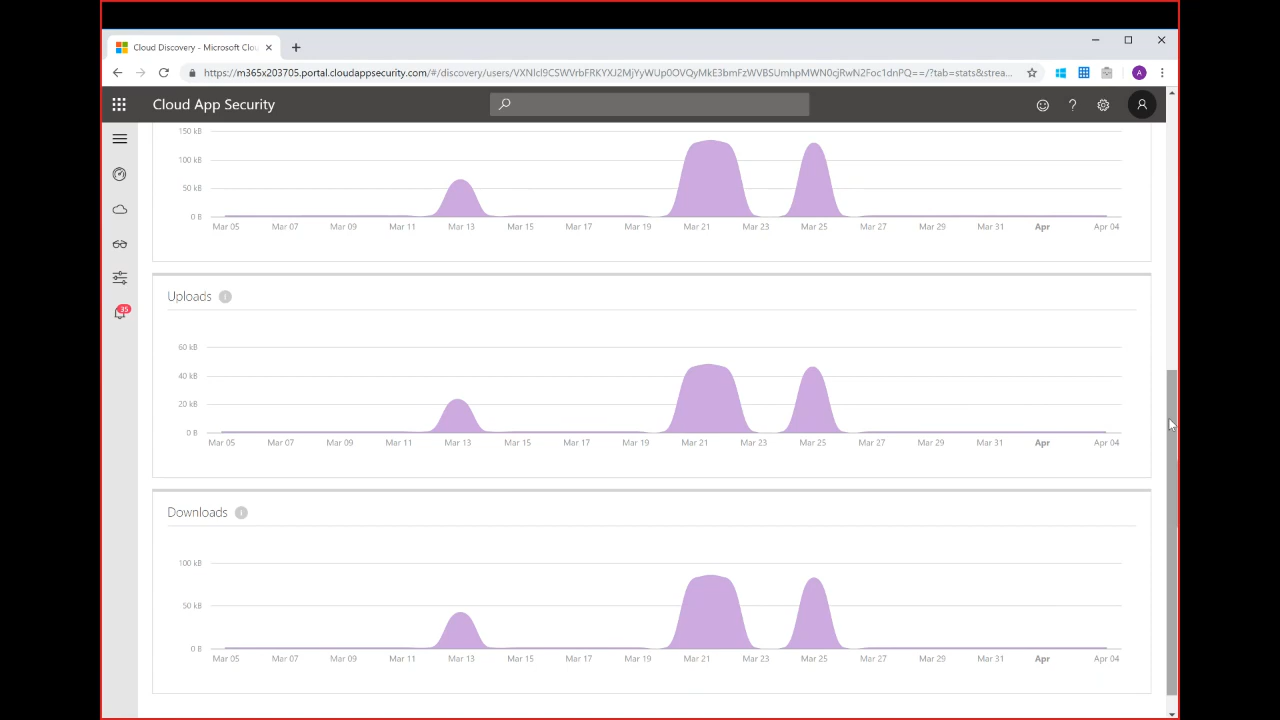 Cloud Discovery - Microsoft Clou
https://m365x203705.portal.cloudappsecurity.com/#/discovery/users/
A
Cloud App Security
35
150 kB
100 kB
50 kB
0 B
Mar 05 Mar 07 Mar 09 Mar 11 Mar 13 Mar 15 Mar 17 Mar 19 Mar 21 Mar 23 Mar 25 Mar 27 Mar 29 Mar 31 Apr Apr 04
Uploads
60 kB
40 kB
20 kB
0 B
Mar 05 Mar 07 Mar 09 Mar 11 Mar 13 Mar 15 Mar 17 Mar 19 Mar 21 Mar 23 Mar 25 Mar 27 Mar 29 Mar 31 Apr Apr 04
Downloads
100 kB
50 kB
0 B
Mar 05 Mar 07 Mar 09 Mar 11 Mar 13 Mar 15 Mar 17 Mar 19 Mar 21 Mar 23 Mar 25 Mar 27 Mar 29 Mar 31 Apr Apr 04